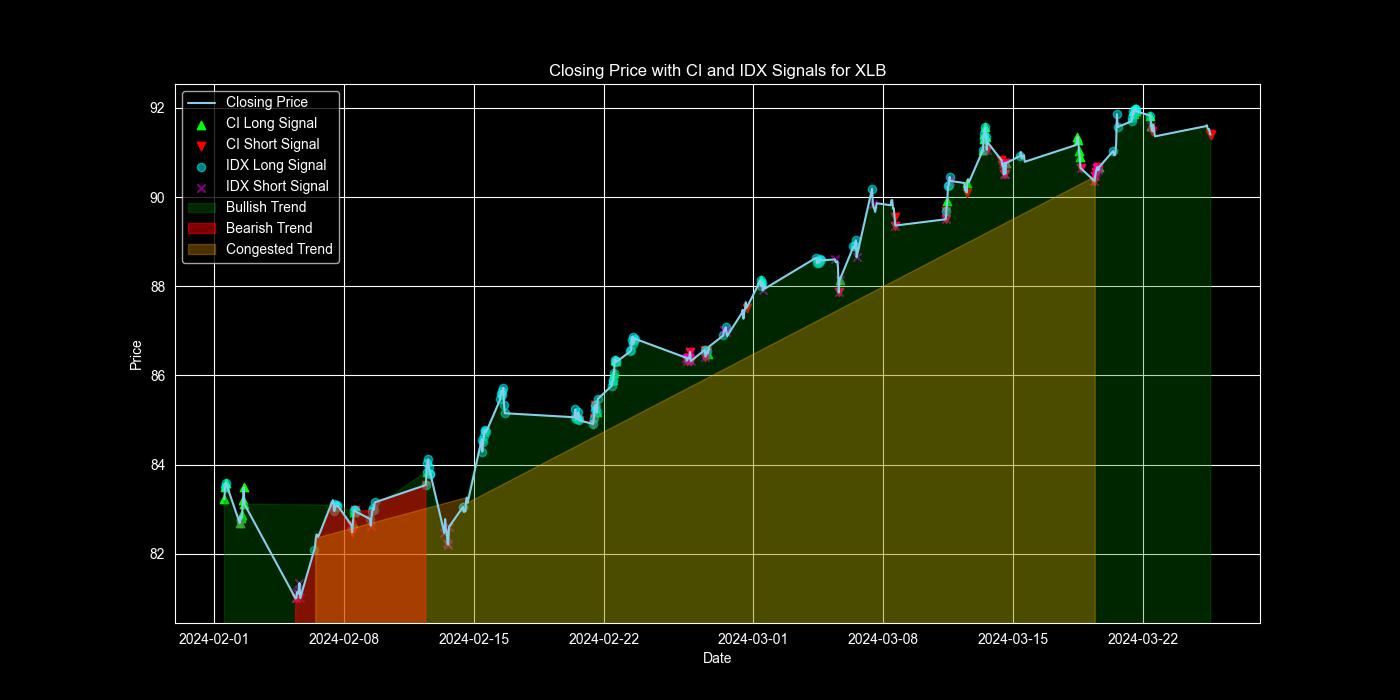 Closing Price with CI and IDX Signals for XLB
Closing Price
CI Long Signal
CI Short Signal
IDX Long Signal
IDX Short Signal
Bullish Trend
Bearish Trend
Congested Trend
92
90
88
86
84
82
Price
2024-02-01 2024-02-08 2024-02-15 2024-02-22 2024-03-01 2024-03-08 2024-03-15 2024-03-22
Date